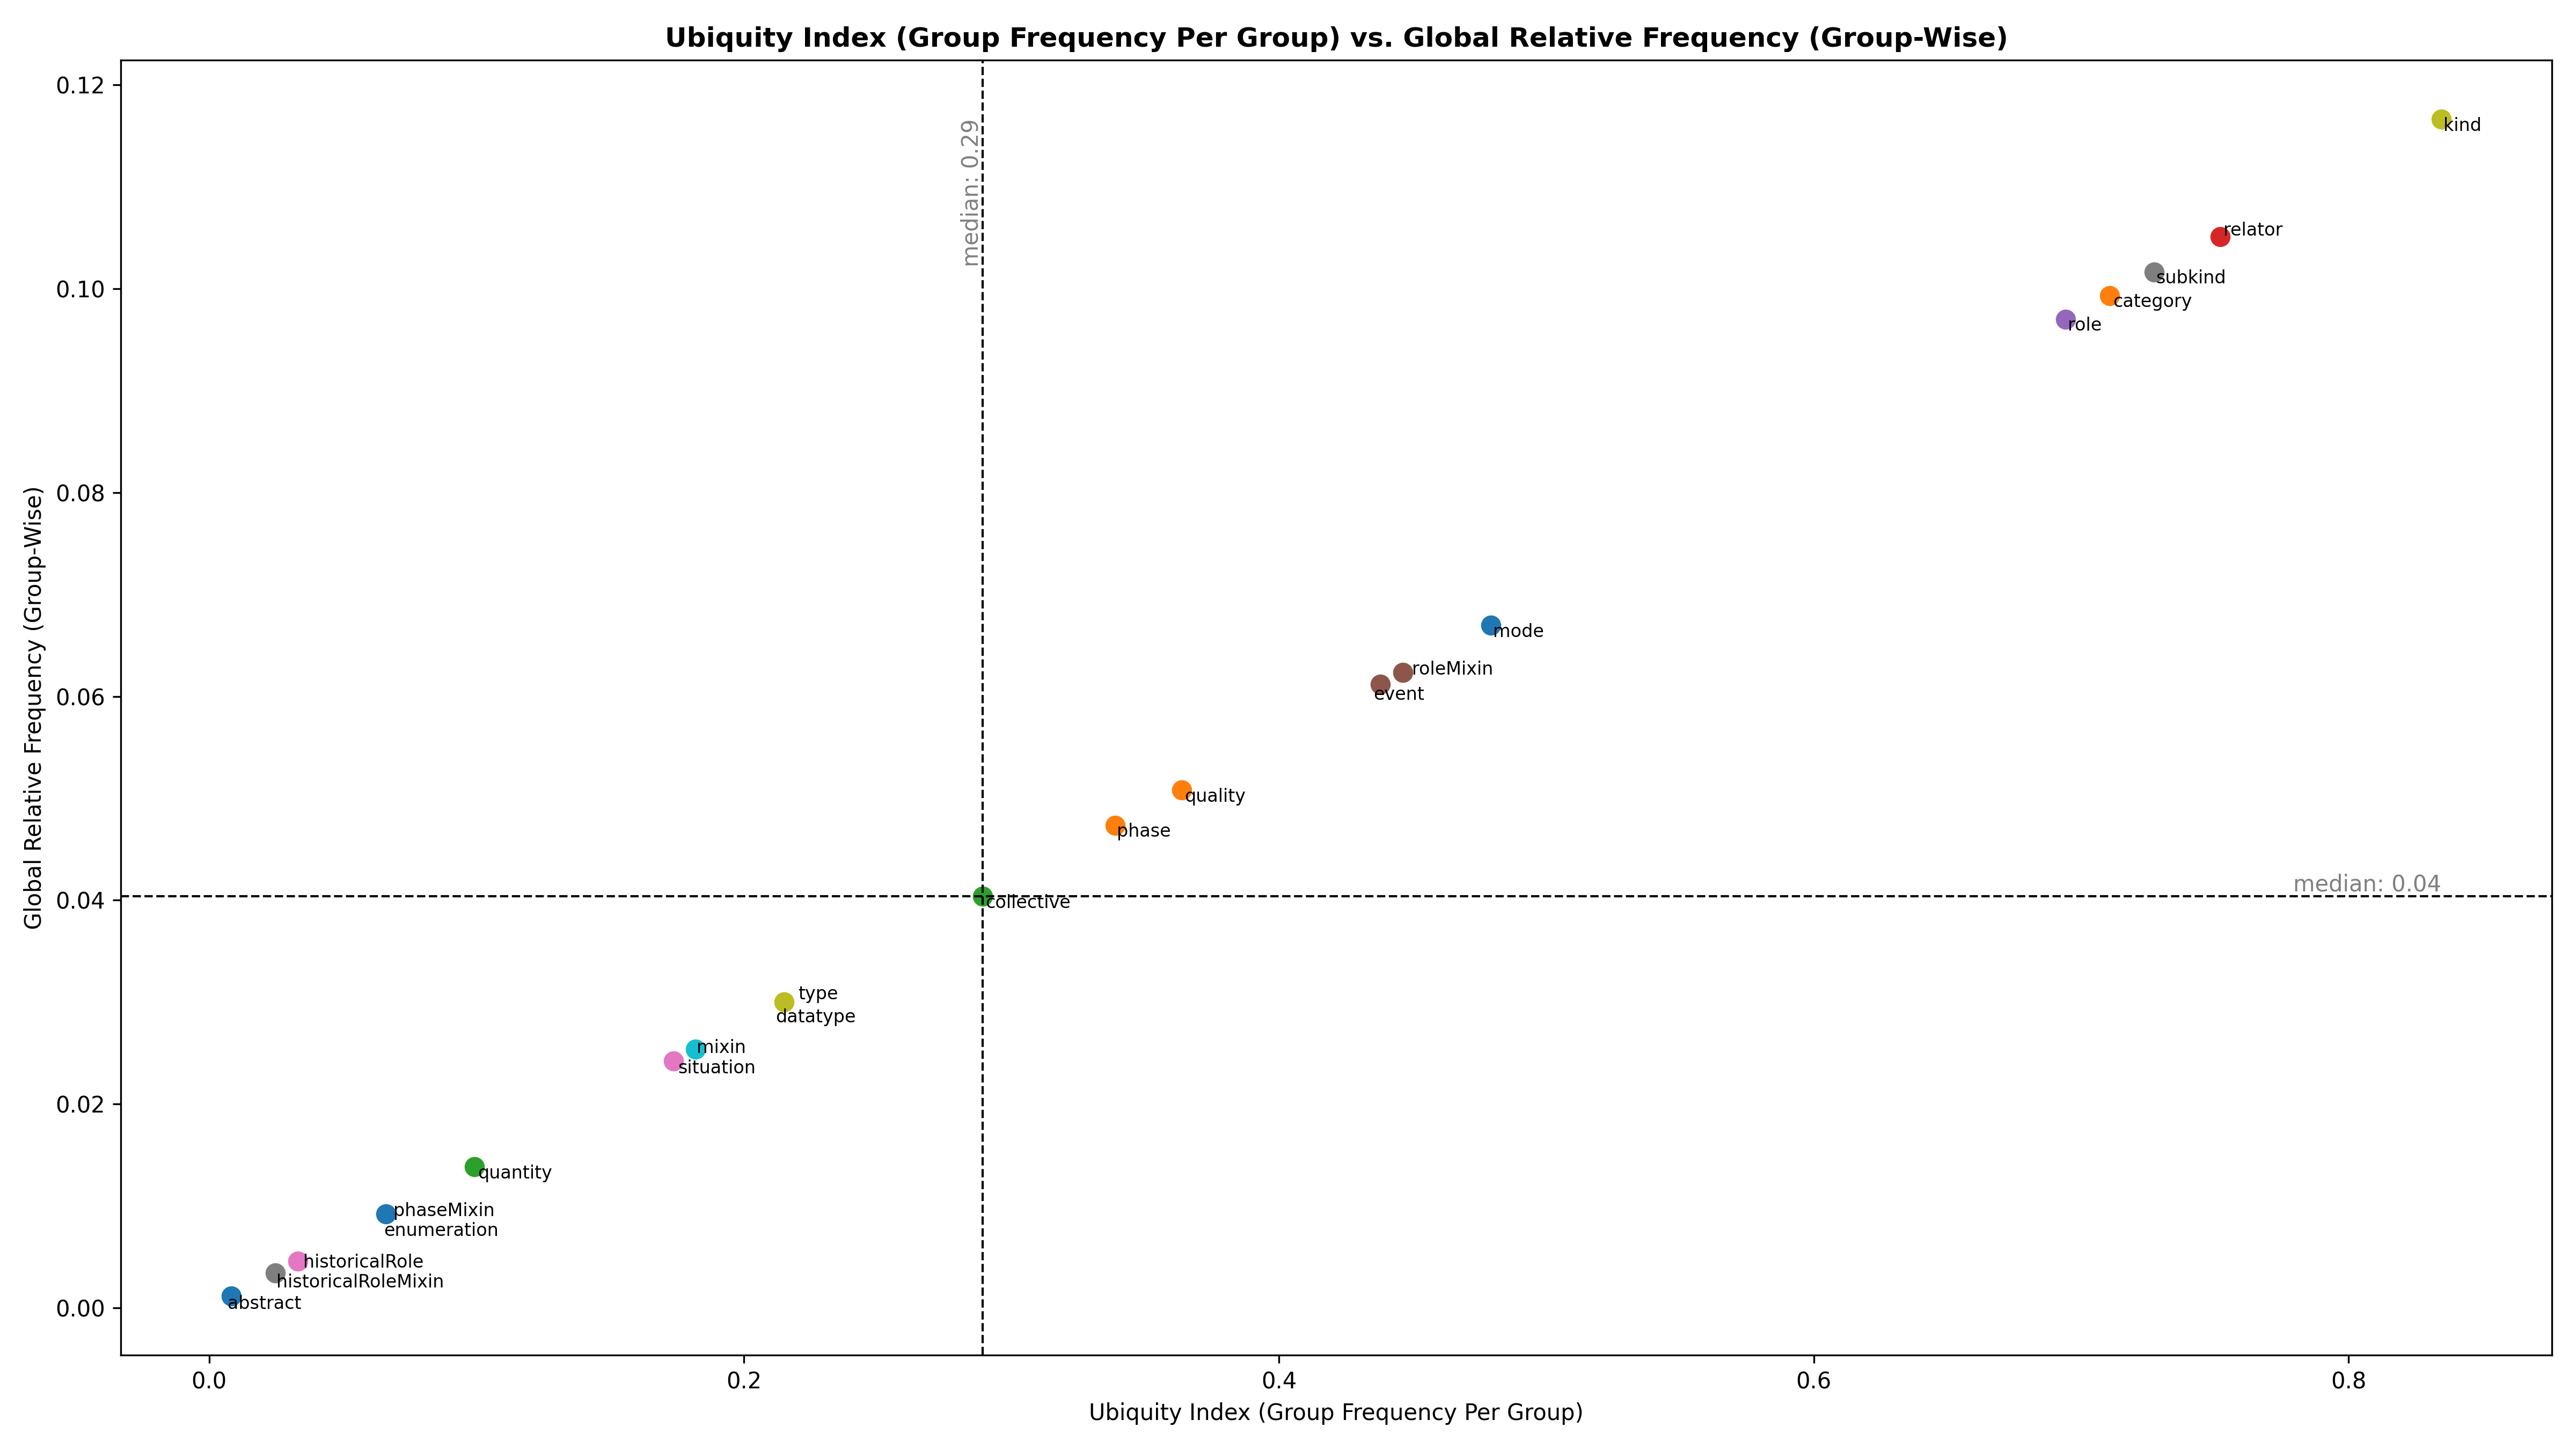 Ubiquity Index (Group Frequency Per Group) vs. Global Relative Frequency (Group-Wise)
0.12
0.10
0.08
0.06
0.04
0.02
0.00
Global Relative Frequency (Group-Wise)
median: 0.29
kind
relator
subkind
category
role
mode
roleMixin
event
quality
phase
median: 0.04
collective
type
datatype
mixin
situation
quantity
phaseMixin
enumeration
historicalRole
historicalRoleMixin
abstract
0.0
0.2
0.4
0.6
0.8
Ubiquity Index (Group Frequency Per Group)